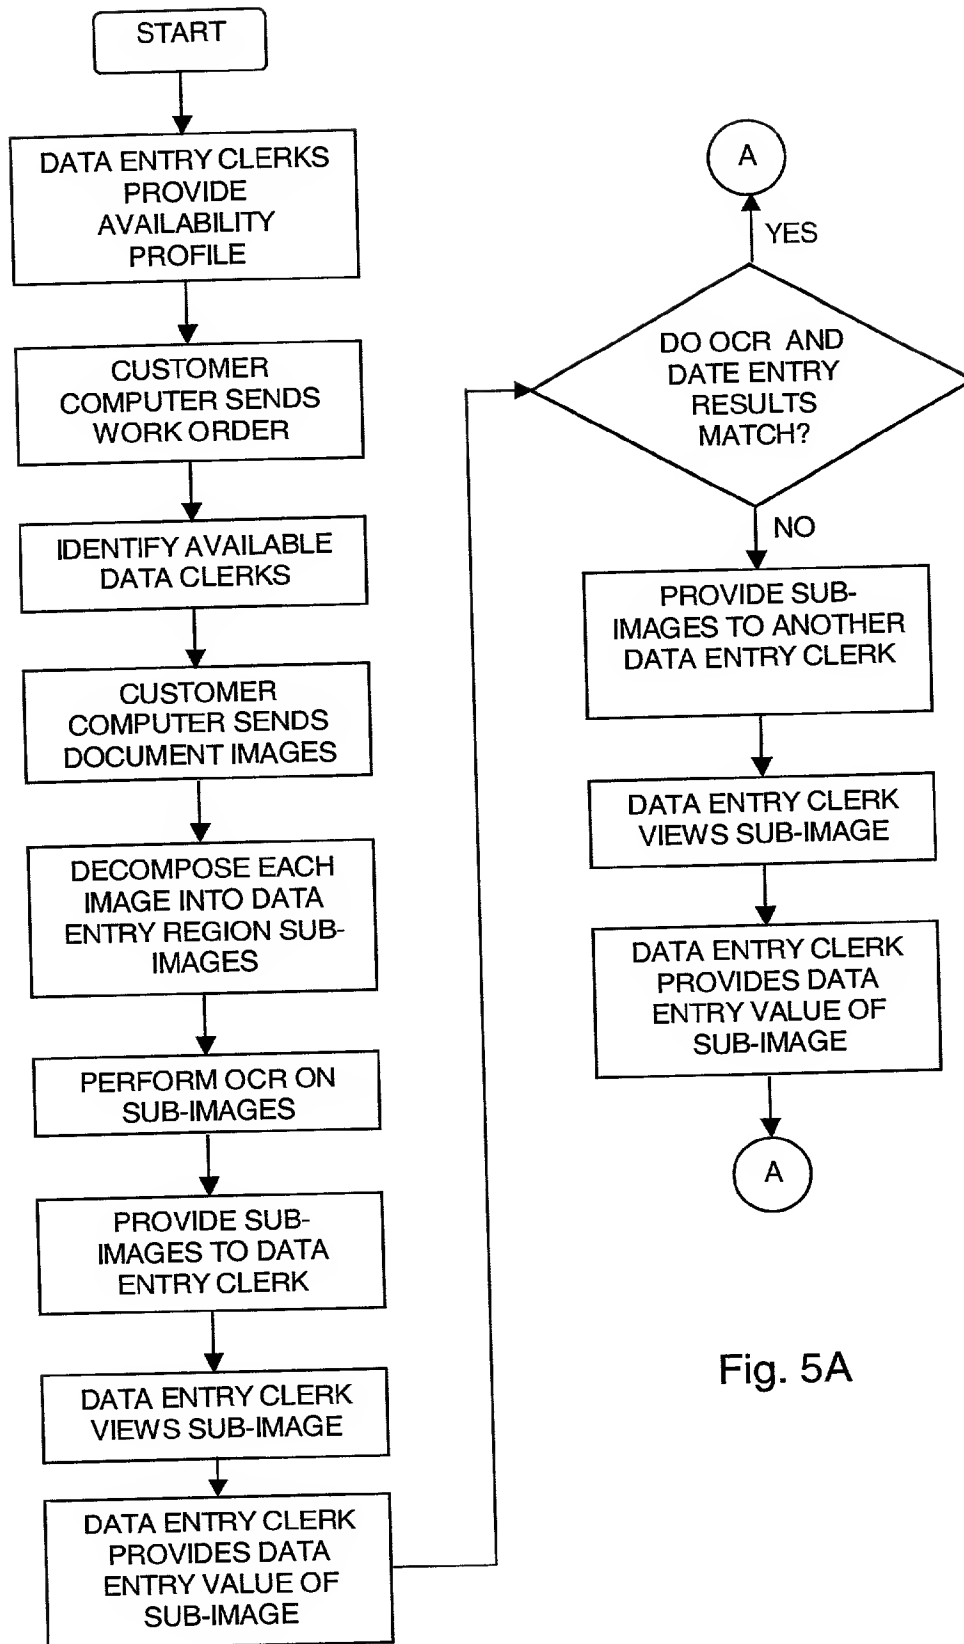 START
DATA ENTRY CLERKS
PROVIDE
AVAILABILITY
PROFILE
CUSTOMER
COMPUTER SENDS
WORK ORDER
IDENTIFY AVAILABLE
DATA CLERKS
CUSTOMER
COMPUTER SENDS
DOCUMENT IMAGES
DECOMPOSE EACH
IMAGE INTO DATA
ENTRY REGION SUB-
IMAGES
PERFORM OCR ON
SUB-IMAGES
PROVIDE SUB-
IMAGES TO DATA
ENTRY CLERK
DATA ENTRY CLERK
VIEWS SUB-IMAGE
DATA ENTRY CLERK
PROVIDES DATA
ENTRY VALUE OF
SUB-IMAGE
A
YES
DO OCR AND
DATE ENTRY
RESULTS
MATCH?
NO
PROVIDE SUB-
IMAGES TO ANOTHER
DATA ENTRY CLERK
DATA ENTRY CLERK
VIEWS SUB-IMAGE
DATA ENTRY CLERK
PROVIDES DATA
ENTRY VALUE OF
SUB-IMAGE
A
Fig. 5A